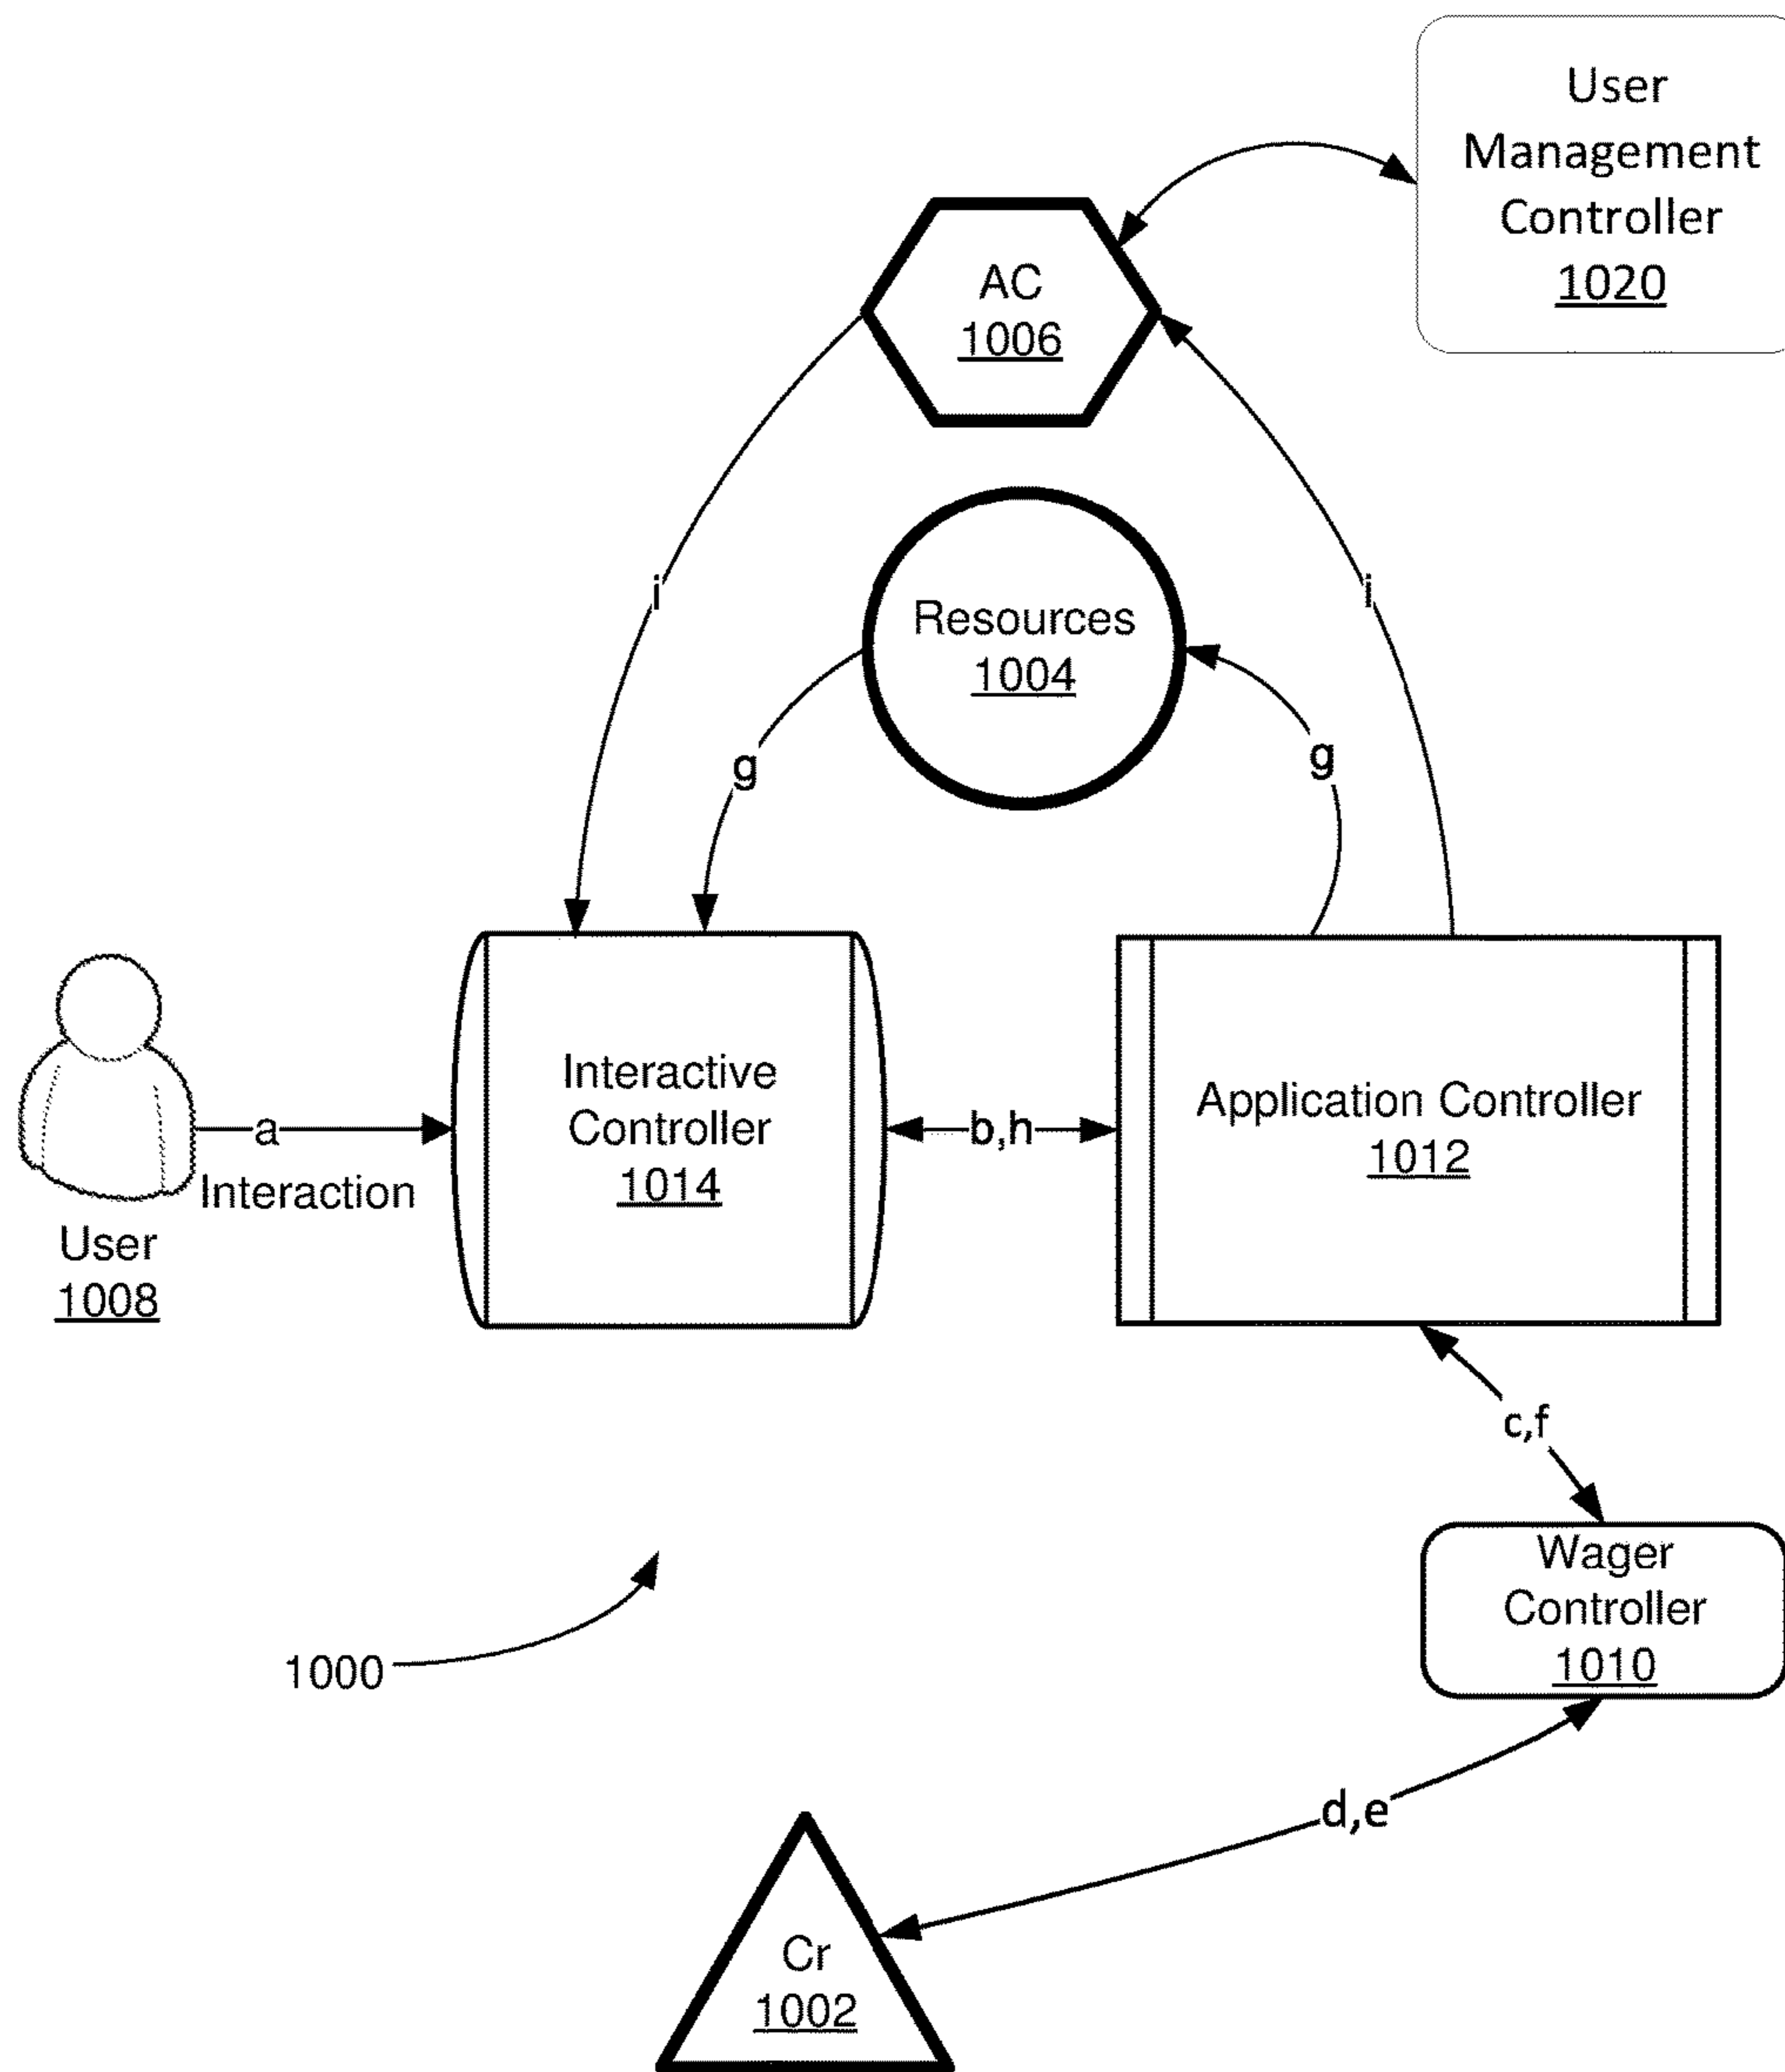 User
Management
Controller
1020
AC
1006
i
i
Resources
1004
g
g
Interactive
Controller
1014
Application Controller
1012
a
b,h
Interaction
User
1008
c,f
Wager
Controller
1010
1000
d,e
Cr
1002